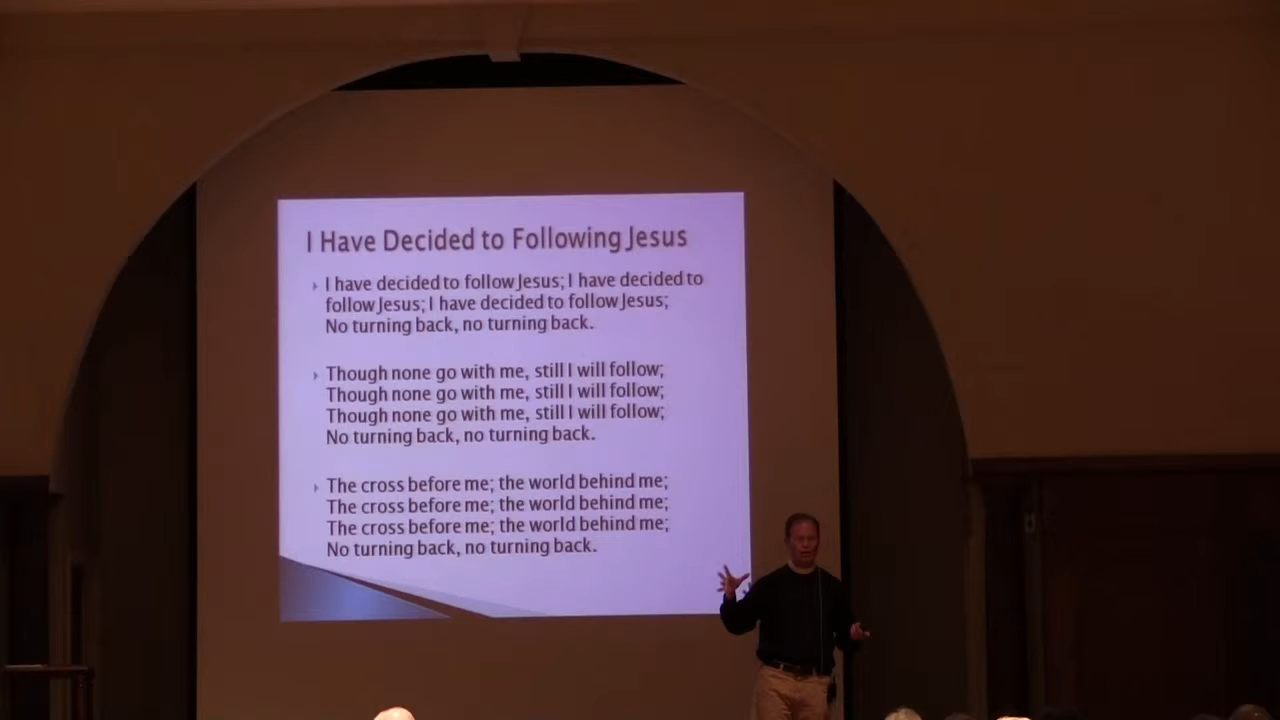 I Have Decided to Following Jesus
I have decided to follow Jesus; I have decided to
follow Jesus; I have decided to follow Jesus;
No turning back, no turning back.
Though none go with me, still I will follow;
Though none go with me, still I will follow;
Though none go with me, still I will follow;
No turning back, no turning back.
The cross before me; the world behind me;
The cross before me; the world behind me;
The cross before me; the world behind me;
No turning back, no turning back.